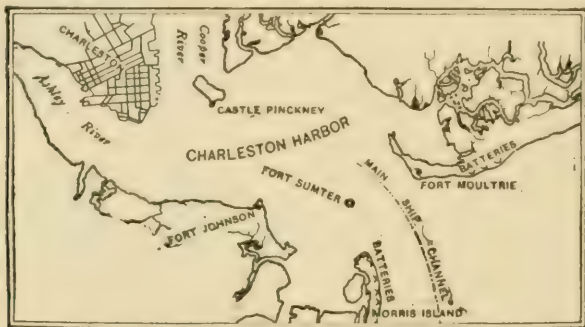 CHARLESTON
Cooper
River
Ashley
River
CASTLE PINCKNEY
CHARLESTON HARBOR
BATTERIES
FORT SUMTER
MAIN SHIP CHANNEL
FORT MOULTRIE
FORT JOHNSON
BATTERIES
MORRIS ISLAND